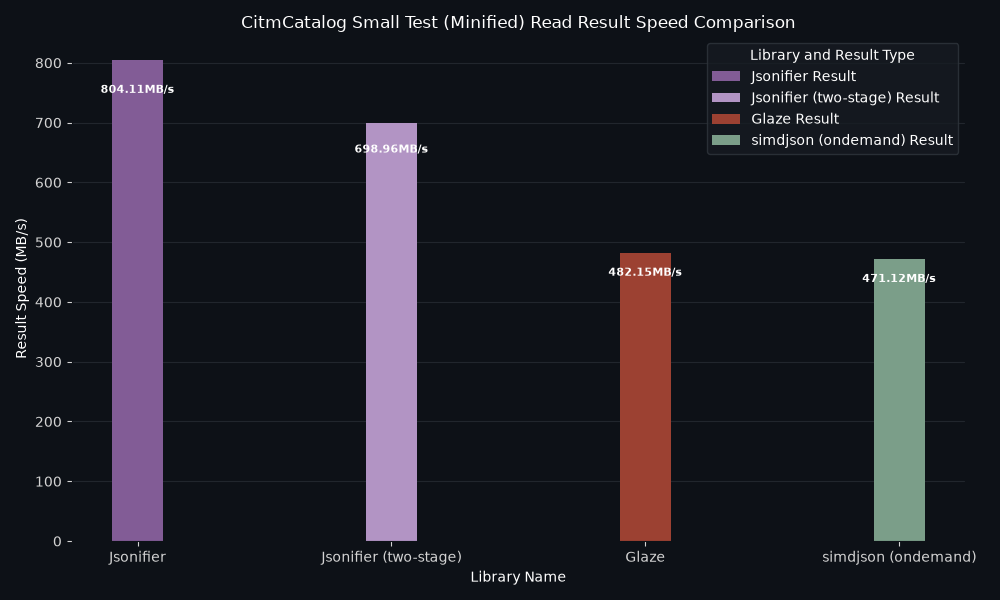 CitmCatalog Small Test (Minified) Read Result Speed Comparison
Library and Result Type
Jsonifier Result
Jsonifier (two-stage) Result
Glaze Result
simdjson (ondemand) Result
Result Speed (MB/s)
800
700
600
500
400
300
200
100
0
804.11MB/s
698.96MB/s
482.15MB/s
471.12MB/s
Jsonifier
Jsonifier (two-stage)
Glaze
simdjson (ondemand)
Library Name